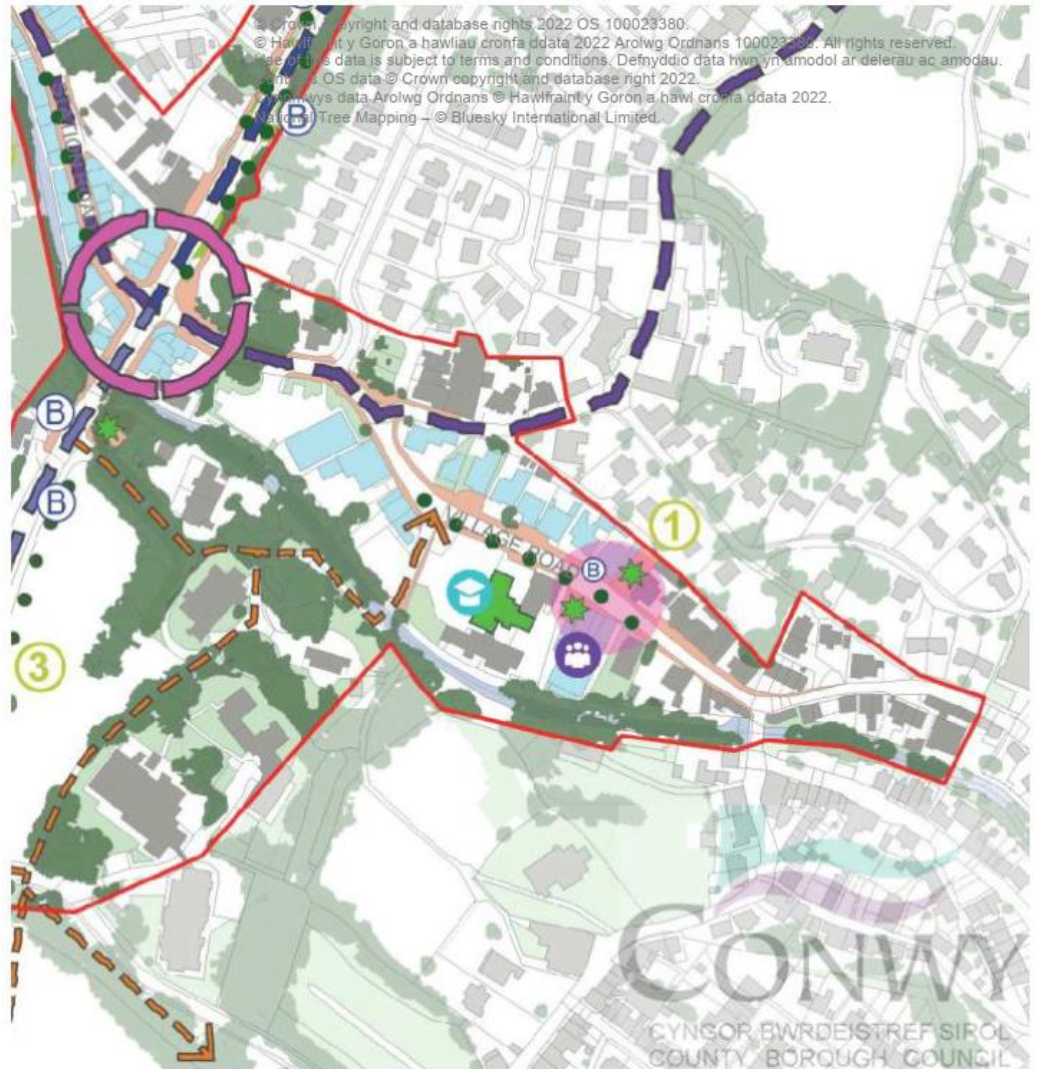 © Crown copyright and database rights 2022 OS 100023380.
© Hawlfraint y Goron a hawliau cronfa ddata 2022 Arolwg Ordnans 100023380. All rights reserved.
Use of this data is subject to terms and conditions. Defnyddio data hwn yn amodol ar delerau ac amodau.
OS data © Crown copyright and database right 2022.
data Arolwg Ordnans © Hawlfraint y Goron a hawl cronfa ddata 2022.
National Tree Mapping – © Bluesky International Limited.
B
B
B
VILLAGE ROAD
1
B
3
CONWY
CYNGOR BWRDEISTREF SIROL
COUNTY BOROUGH COUNCIL